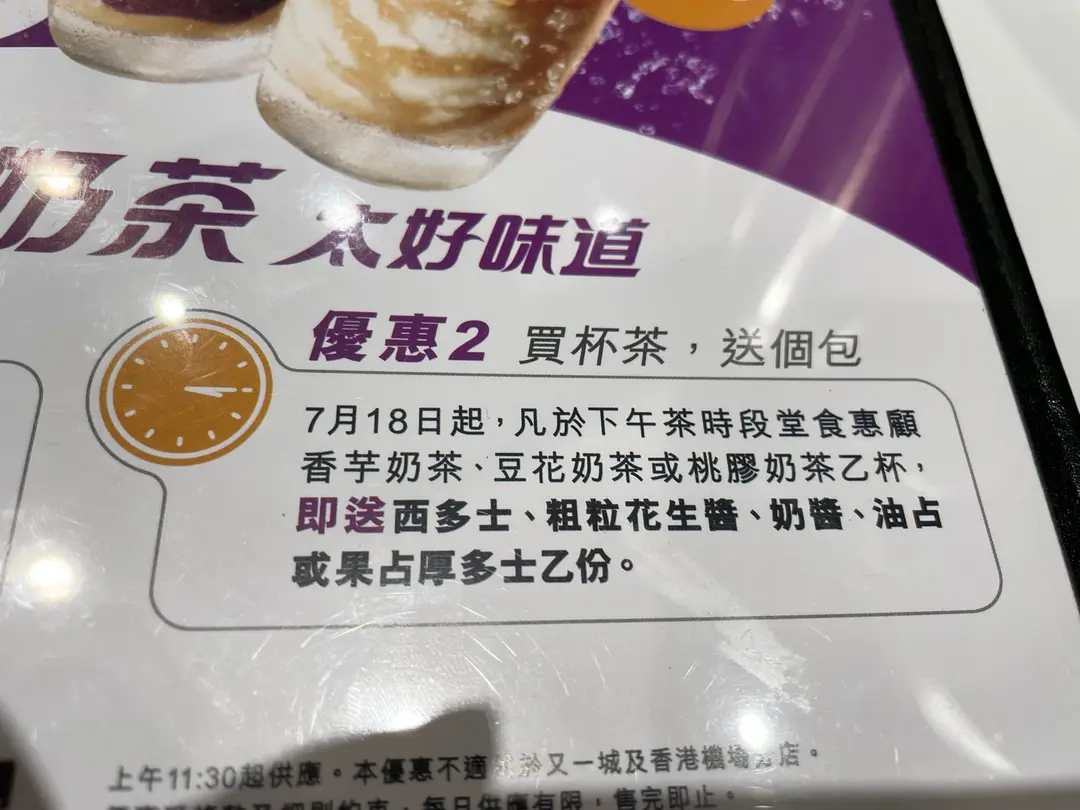 奶茶 太好味道
優惠2 買杯茶，送個包
7月18日起，凡於下午茶時段堂食惠顧
香芋奶茶、豆花奶茶或桃膠奶茶乙杯，
即送西多士、粗粒花生醬、奶醬、油占
或果占厚多士乙份。
上午11:30起供應。本優惠不適 於又一城及香港機場分店。
每日供應有限，售完即止。